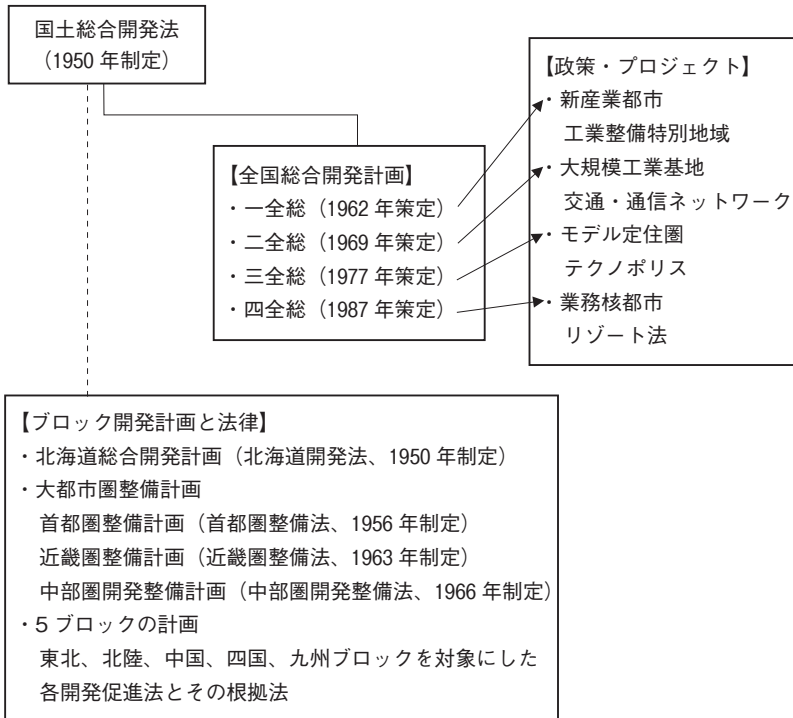 国土総合開発法
（1950 年制定）
【全国総合開発計画】
・一全総（1962 年策定）
・二全総（1969 年策定）
・三全総（1977 年策定）
・四全総（1987 年策定）
【政策・プロジェクト】
・新産業都市
工業整備特別地域
・大規模工業基地
交通・通信ネットワーク
・モデル定住圏
テクノポリス
・業務核都市
リゾート法
【ブロック開発計画と法律】
・北海道総合開発計画（北海道開発法、1950 年制定）
・大都市圏整備計画
首都圏整備計画（首都圏整備法、1956 年制定）
近畿圏整備計画（近畿圏整備法、1963 年制定）
中部圏開発整備計画（中部圏開発整備法、1966 年制定）
・5 ブロックの計画
東北、北陸、中国、四国、九州ブロックを対象にした
各開発促進法とその根拠法